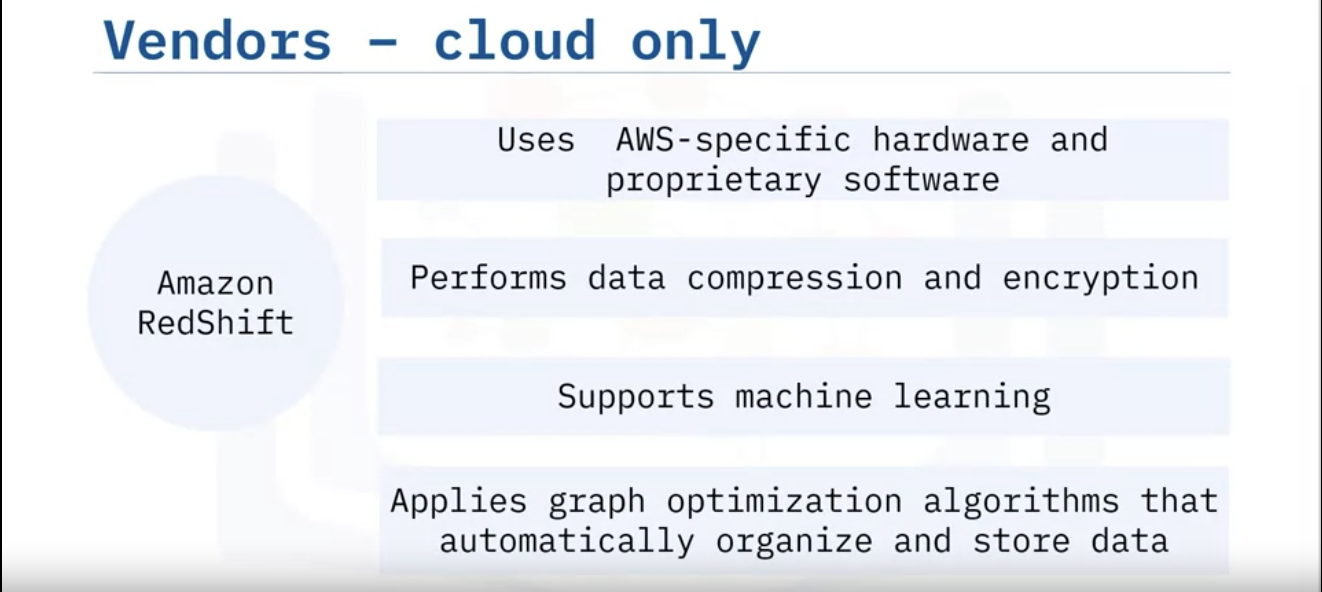 Vendors – cloud only
Uses AWS-specific hardware and
proprietary software
Performs data compression and encryption
Amazon
RedShift
Supports machine learning
Applies graph optimization algorithms that
automatically organize and store data